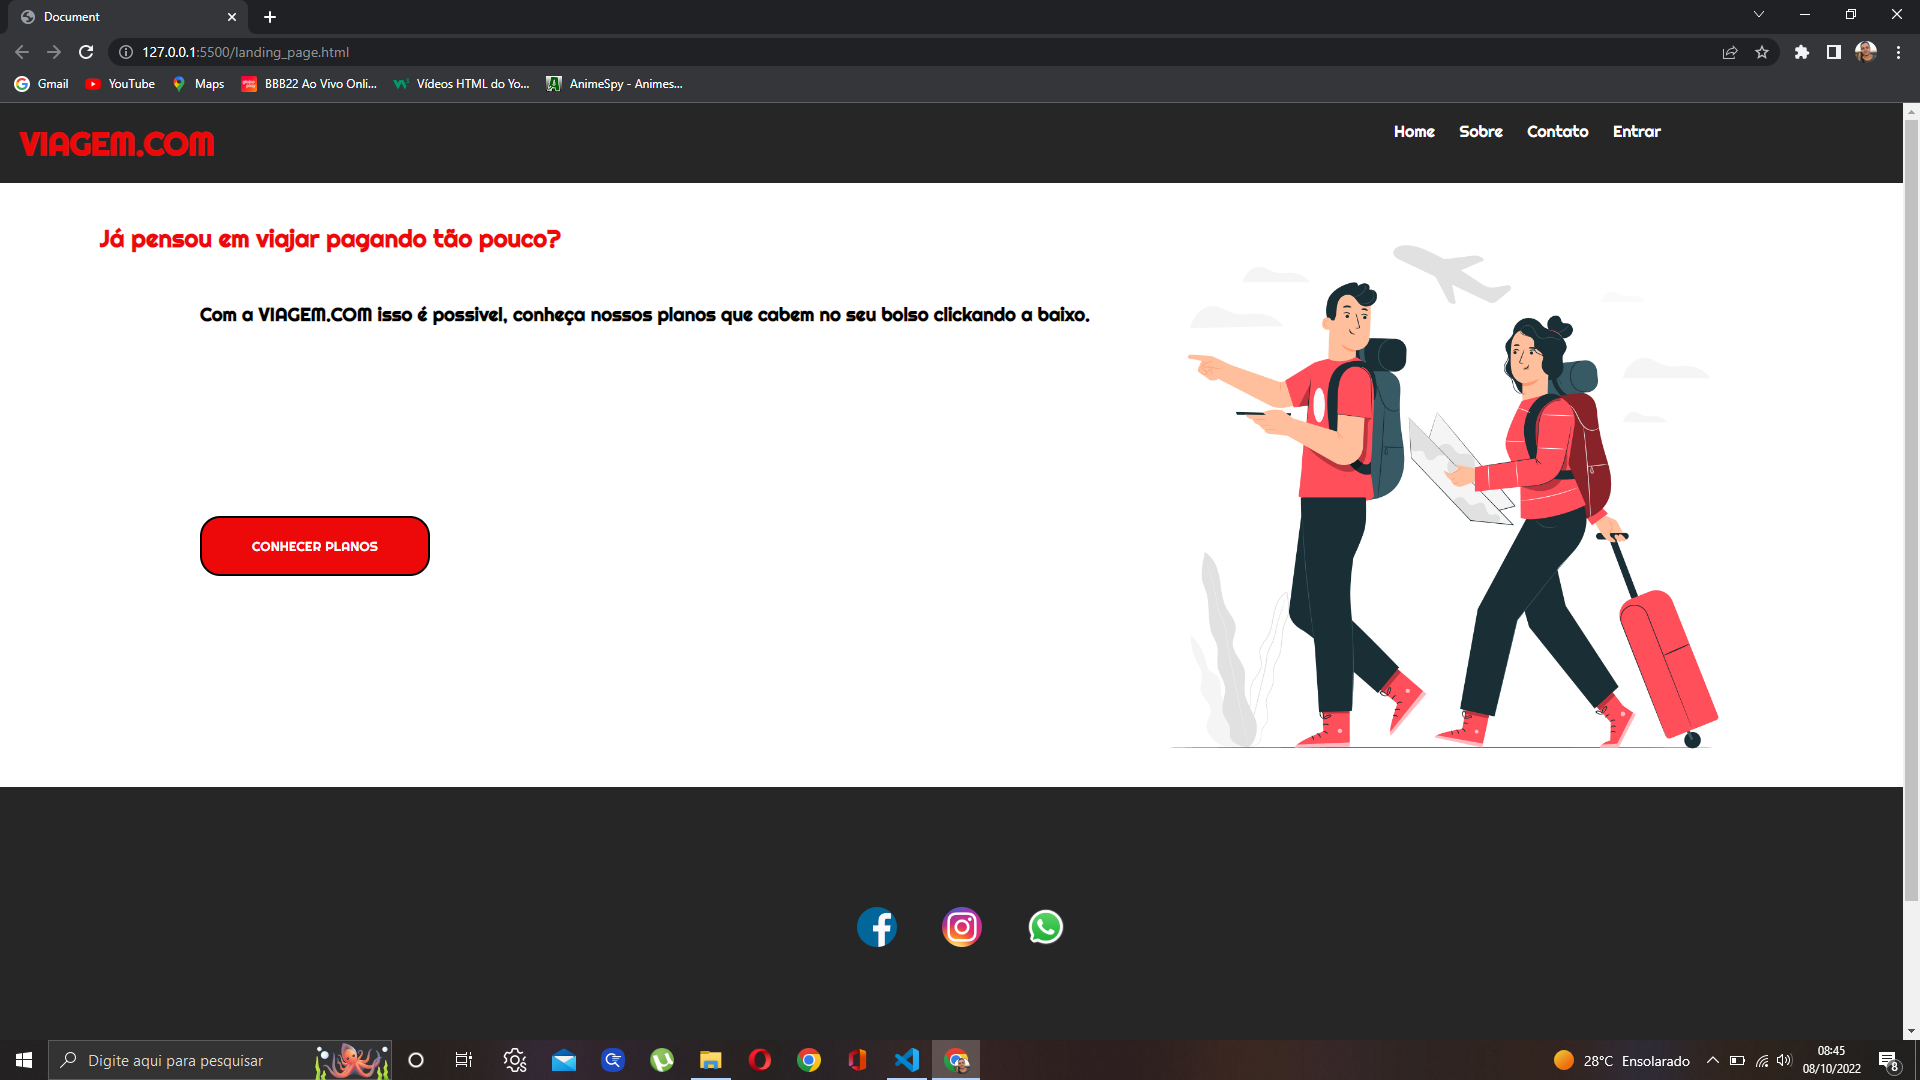 Document
127.0.0.1:5500/landing_page.html
Gmail YouTube Maps BBB22 Ao Vivo Onli... Vídeos HTML do Yo... AnimeSpy - Animes...
VIAGEM.COM
Home Sobre Contato Entrar
Já pensou em viajar pagando tão pouco?
Com a VIAGEM.COM isso é possivel, conheça nossos planos que cabem no seu bolso clickando a baixo.
CONHECER PLANOS
Digite aqui para pesquisar
28°C Ensolarado
08:45
08/10/2022
8